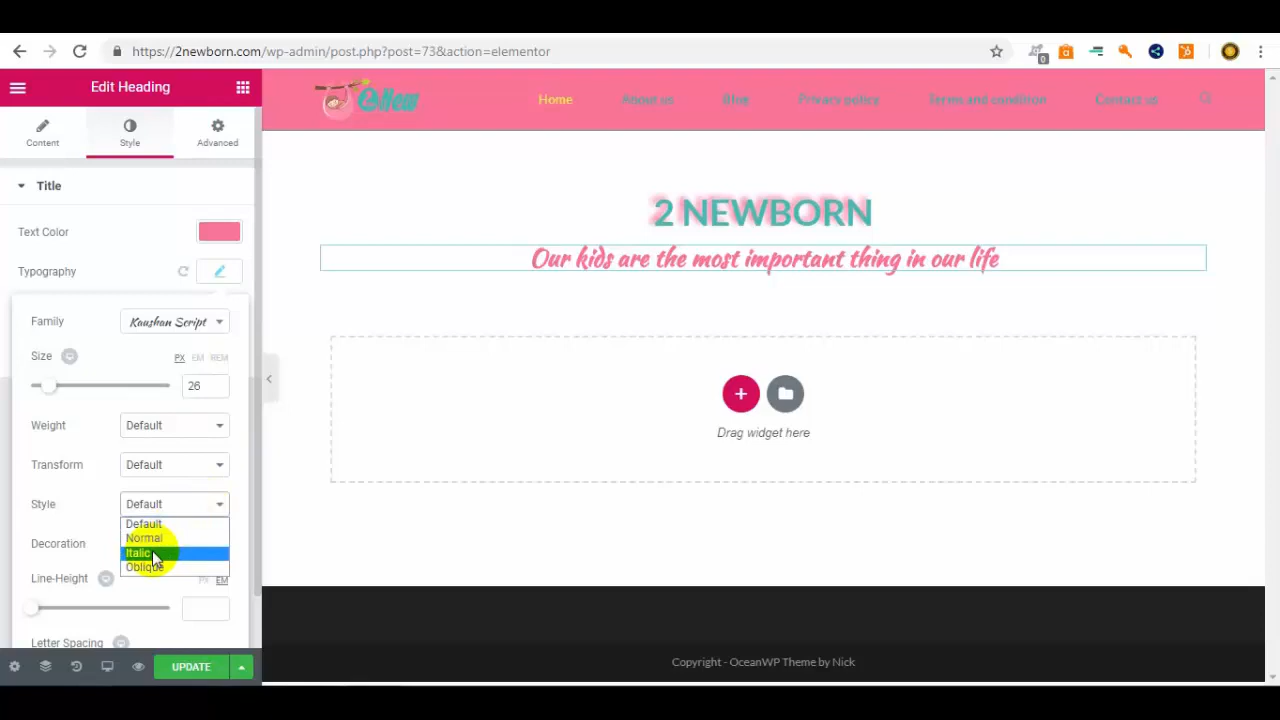 https://2newborn.com/wp-admin/post.php?post=73&action=elementor
0
Edit Heading
Content
Style
Advanced
Title
Text Color
Typography
Family
Kaushan Script
Size
PX EM REM
26
Weight
Default
Transform
Default
Style
Default
Default
Normal
Italic
Oblique
Decoration
Line-Height
PX EM
Letter Spacing
UPDATE
2New
Home
About us
Blog
Privacy policy
Terms and condition
Contact us
2 NEWBORN
Our kids are the most important thing in our life
Drag widget here
Copyright - OceanWP Theme by Nick